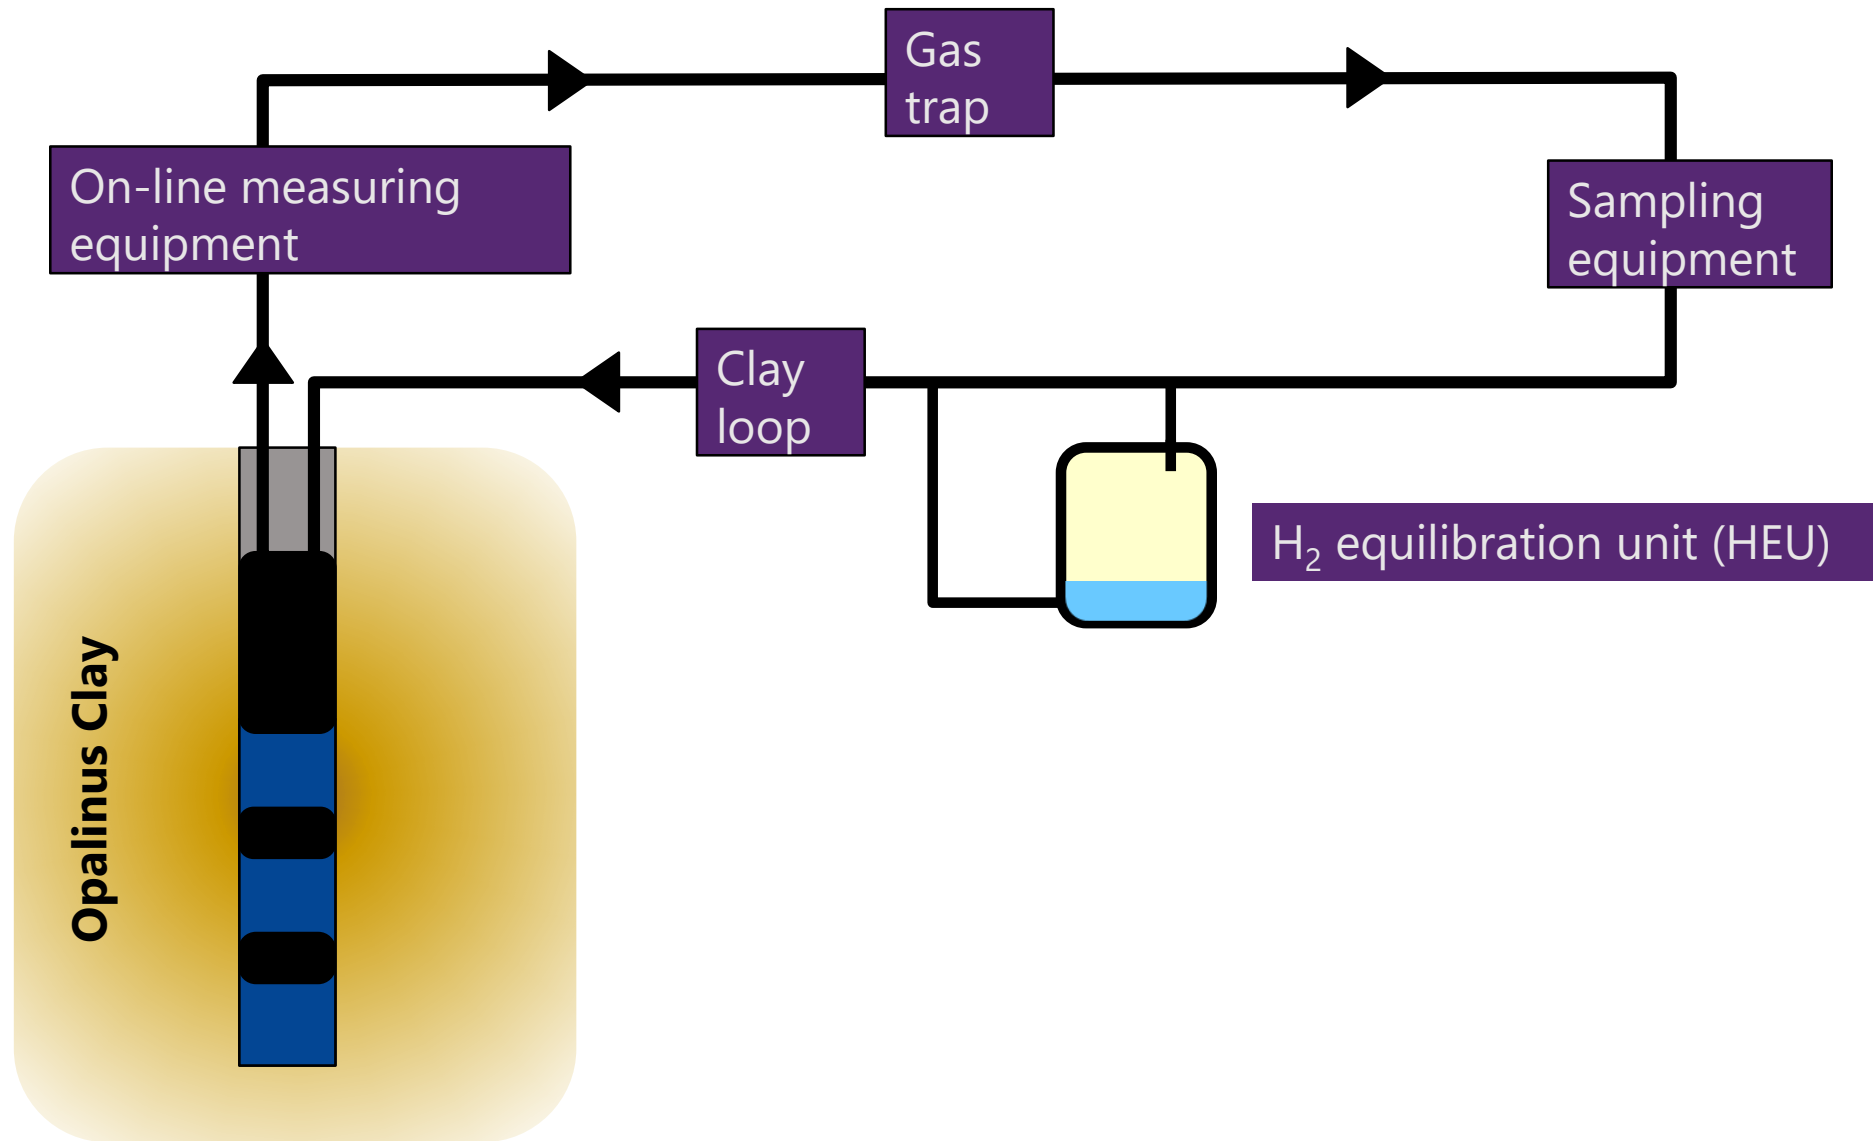 Gas
trap
On-line measuring
equipment
Sampling
equipment
Clay
loop
H₂ equilibration unit (HEU)
Opalinus Clay